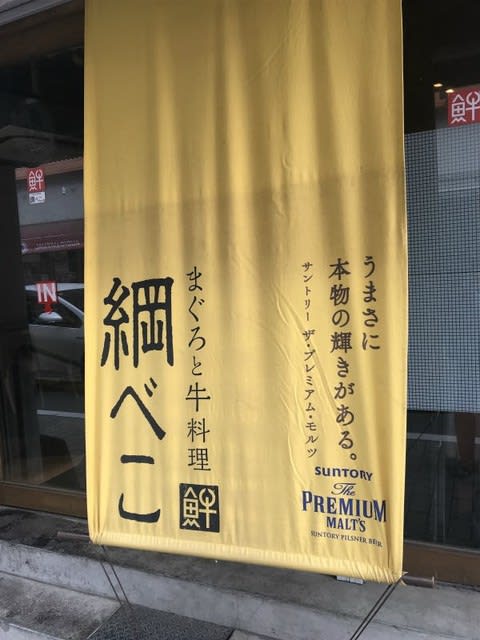 うまさに
本物の輝きがある。
サントリー ザ・プレミアム・モルツ
SUNTORY
The
PREMIUM
MALT'S
SUNTORY PILSNER BEER
まぐろと牛料理
綱べこ
IN